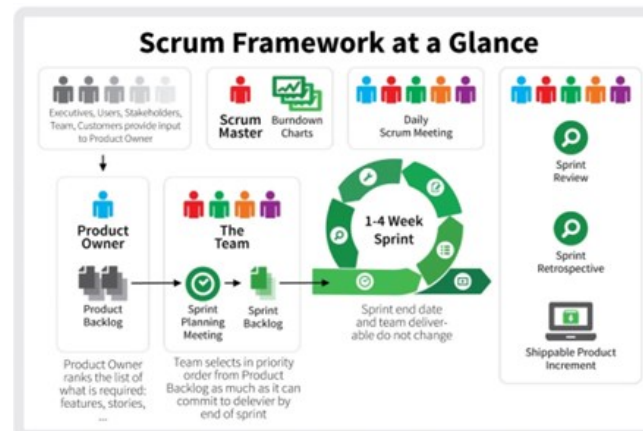 Scrum Framework at a Glance
Executives, Users, Stakeholders,
Team, Customers provide input
to Product Owner
Scrum
Master
Burndown
Charts
Daily
Scrum Meeting
Product
Owner
Product
Backlog
Product Owner
ranks the list of
what is required:
features, stories,
...
The
Team
Sprint
Planning
Meeting
Sprint
Backlog
Team selects in priority
order from Product
Backlog as much as it can
commit to delevier by
end of sprint
1-4 Week
Sprint
Sprint end date
and team deliver-
able do not change
Sprint
Review
Sprint
Retrospective
Shippable Product
Increment